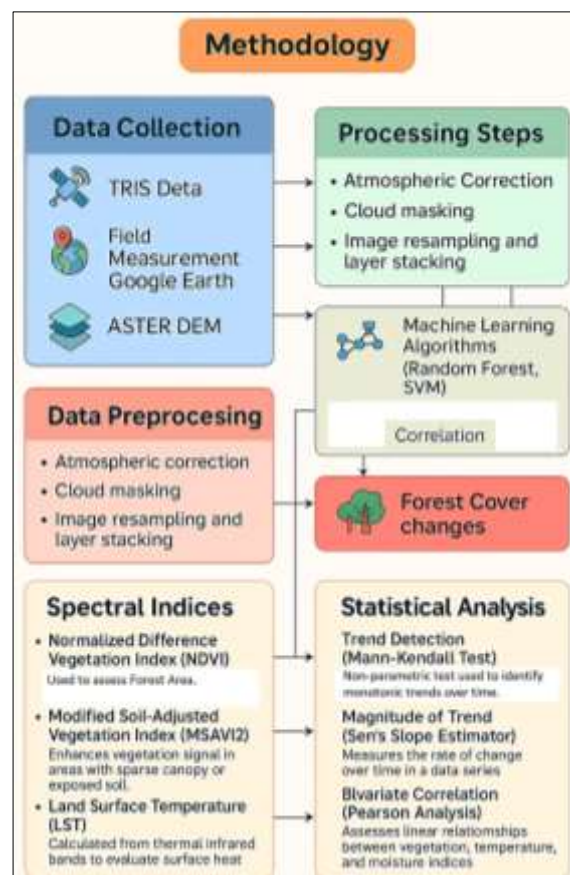 Methodology
Data Collection
TRIS Deta
Field
Measurement
Google Earth
ASTER DEM
Processing Steps
• Atmospheric Correction
• Cloud masking
• Image resampling and
layer stacking
Machine Learning
Algorithms
(Random Forest,
SVM)
Correlation
Data Preprocesing
• Atmospheric correction
• Cloud masking
• Image resampling and
layer stacking
Forest Cover
changes
Spectral Indices
• Normalized Difference
Vegetation Index (NDVI)
Used to assess Forest Area.
• Modified Soil-Adjusted
Vegetation Index (MSAVI2)
Enhances vegetation signal in
areas with sparse canopy or
exposed soil.
• Land Surface Temperature
(LST)
Calculated from thermal infrared
bands to evaluate surface heat
Statistical Analysis
Trend Detection
(Mann-Kendall Test)
Non-parametric test used to identify
monotonic trends over time.
Magnitude of Trend
(Sen's Slope Estimator)
Measures the rate of change
over time in a data series
Bivariate Correlation
(Pearson Analysis)
Assesses linear relationships
between vegetation, temperature,
and moisture indices